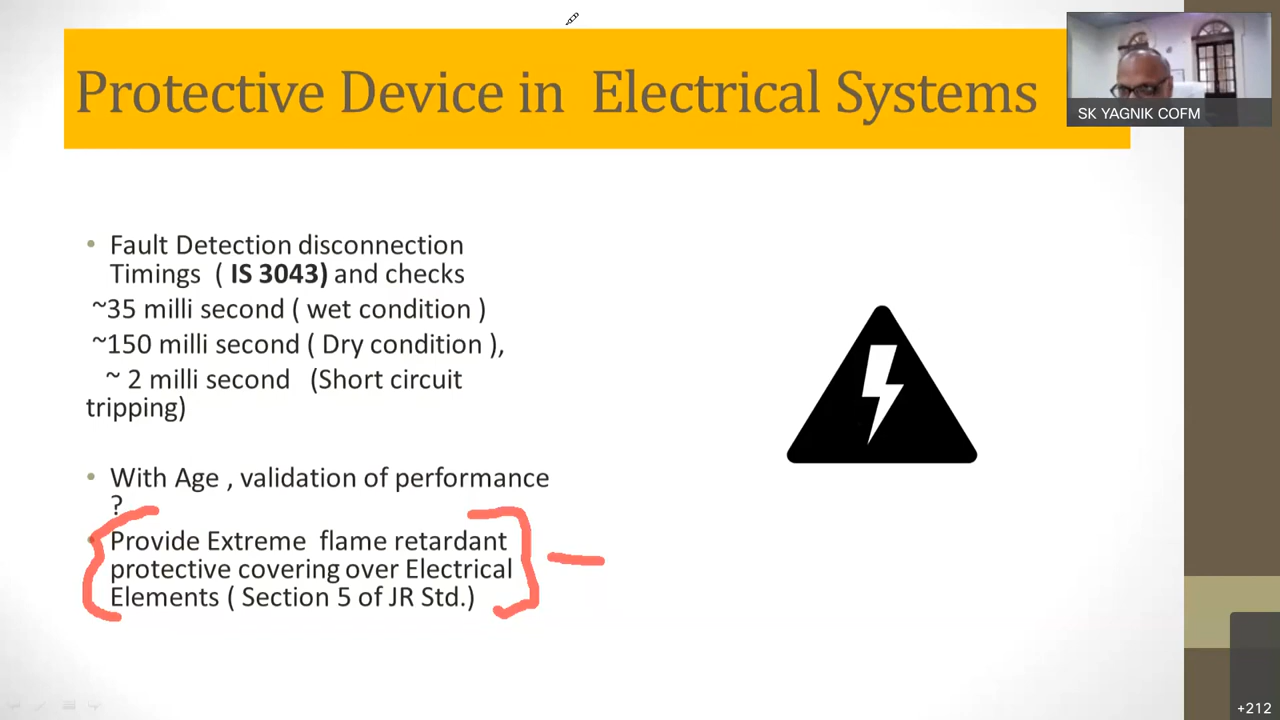 Protective Device in Electrical Systems
SK YAGNIK COFM
• Fault Detection disconnection
Timings ( IS 3043) and checks
~35 milli second ( wet condition )
~150 milli second ( Dry condition ),
~ 2 milli second (Short circuit
tripping)
• With Age , validation of performance
?
• Provide Extreme flame retardant
protective covering over Electrical
Elements ( Section 5 of JR Std.)
+212